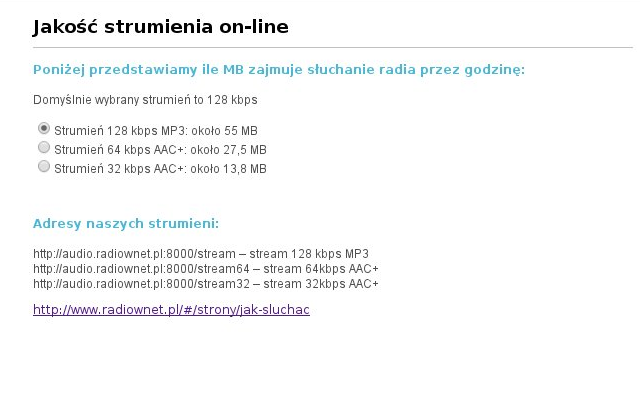 Jakość strumienia on-line
Poniżej przedstawiamy ile MB zajmuje słuchanie radia przez godzinę:
Domyślnie wybrany strumień to 128 kbps
Strumień 128 kbps MP3: około 55 MB
Strumień 64 kbps AAC+: około 27,5 MB
Strumień 32 kbps AAC+: około 13,8 MB
Adresy naszych strumieni:
http://audio.radiownet.pl:8000/stream – stream 128 kbps MP3
http://audio.radiownet.pl:8000/stream64 – stream 64kbps AAC+
http://audio.radiownet.pl:8000/stream32 – stream 32kbps AAC+
http://www.radiownet.pl/#/strony/jak-sluchac